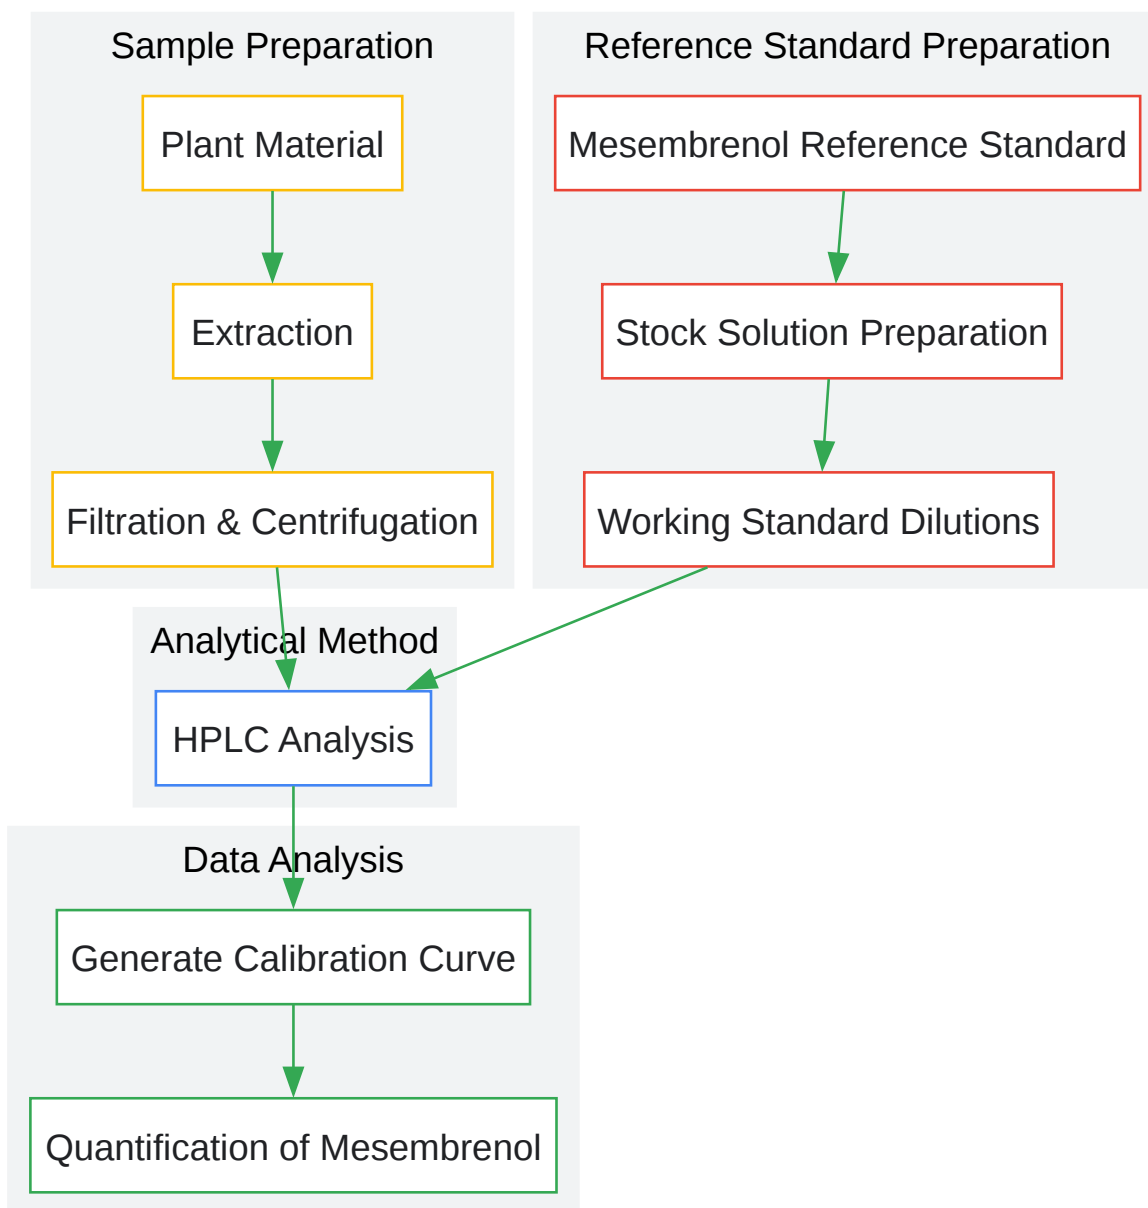 Sample Preparation
Plant Material
Extraction
Filtration & Centrifugation
Reference Standard Preparation
Mesembrenol Reference Standard
Stock Solution Preparation
Working Standard Dilutions
Analytical Method
HPLC Analysis
Data Analysis
Generate Calibration Curve
Quantification of Mesembrenol